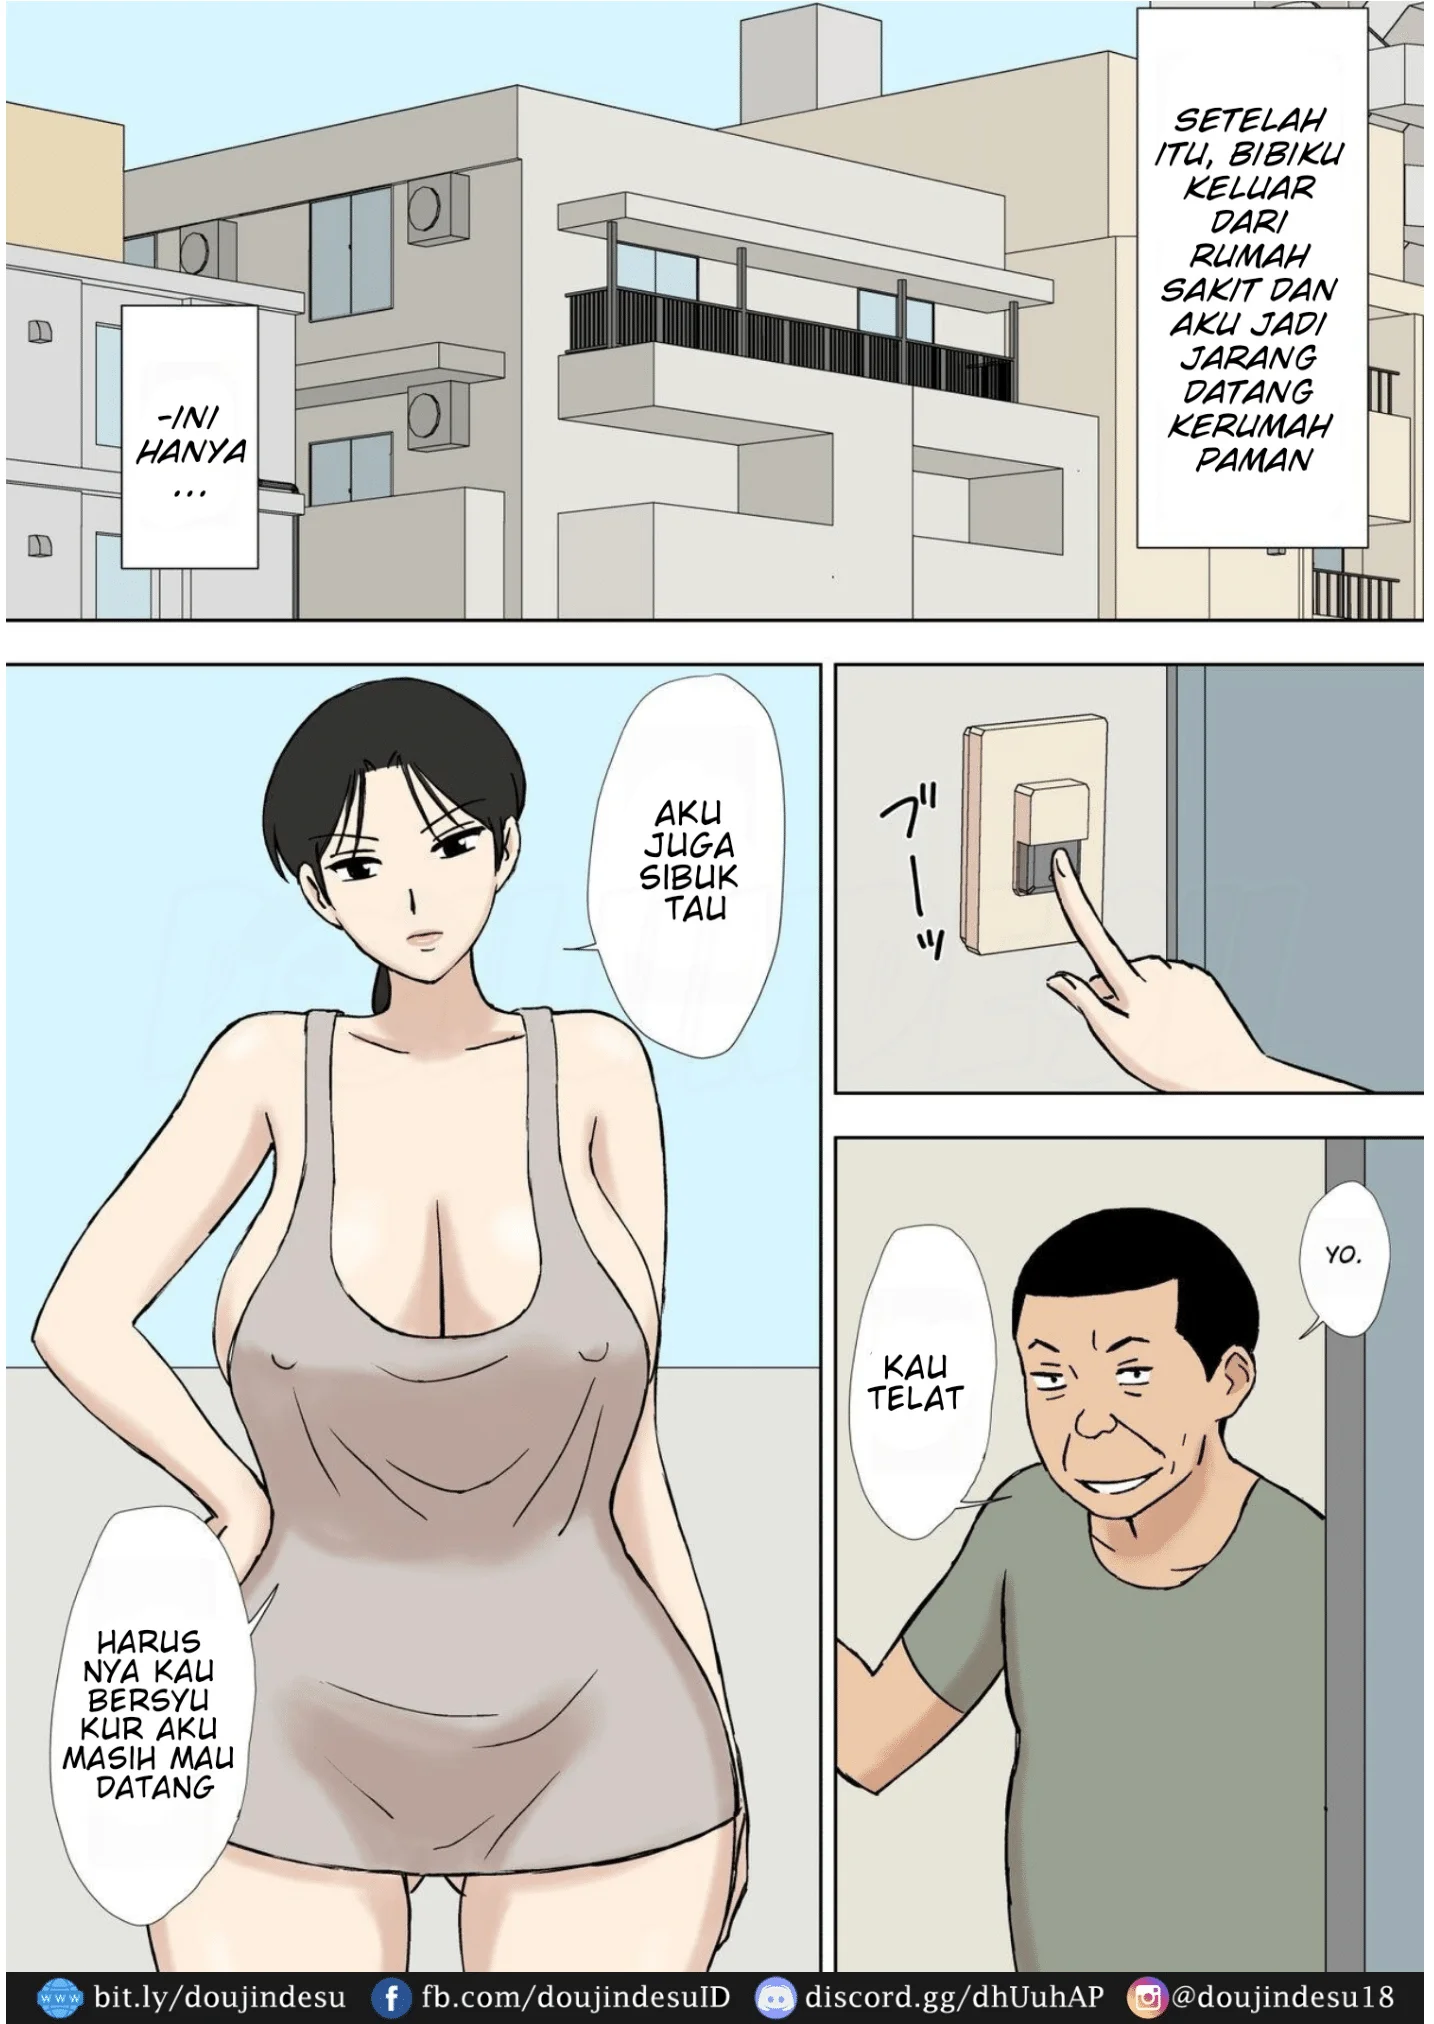 SETELAH
ITU, BIBIKU
KELUAR
DARI
RUMAH
SAKIT DAN
AKU JADI
JARANG
DATANG
KERUMAH
PAMAN
-INI
HANYA
...
ブーッ
YO.
KAU
TELAT
AKU
JUGA
SIBUK
TAU
HARUS
NYA KAU
BERSYU
KUR AKU
MASIH MAU
DATANG
WWW bit.ly/doujindesu fb.com/doujindesuID discord.gg/dhUuhAP @doujindesu18